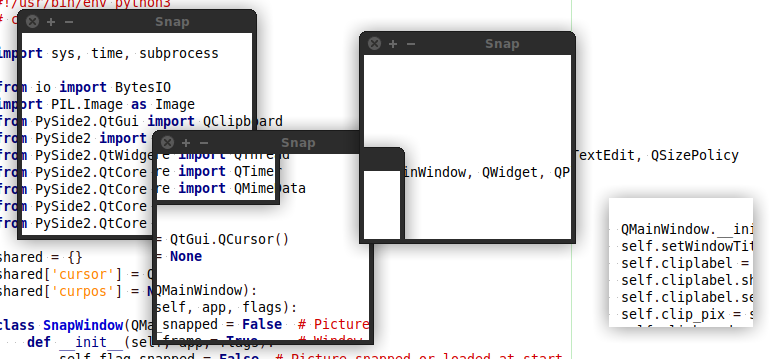 #!/usr/bin/env python3
# c
Snap
Snap
import sys, time, subprocess
from io import BytesIO
import PIL.Image as Image
from PySide2.QtGui import QClipboard
from PySide2 import
from PySide2.QtWidge
re import QThread
TextEdit, QSizePolicy
from PySide2.QtCore
re import QTimer
inWindow, QWidget, QP
from PySide2.QtCore
re import QMimeData
from PySide2.QtCore
from PySide2.QtCore
Snap
= QtGui.QCursor()
= None
shared = {}
shared['cursor'] = Q
shared['curpos'] = N
QMainWindow):
self, app, flags):
_snapped = False # Picture
class SnapWindow(QMa
def __init__(self
.frame = True # Window
self.flag_snapped = False # Picture snapped or loaded at start
QMainWindow.__ini
self.setWindowTit
self.cliplabel =
self.cliplabel.sh
self.cliplabel.se
self.clip_pix = s